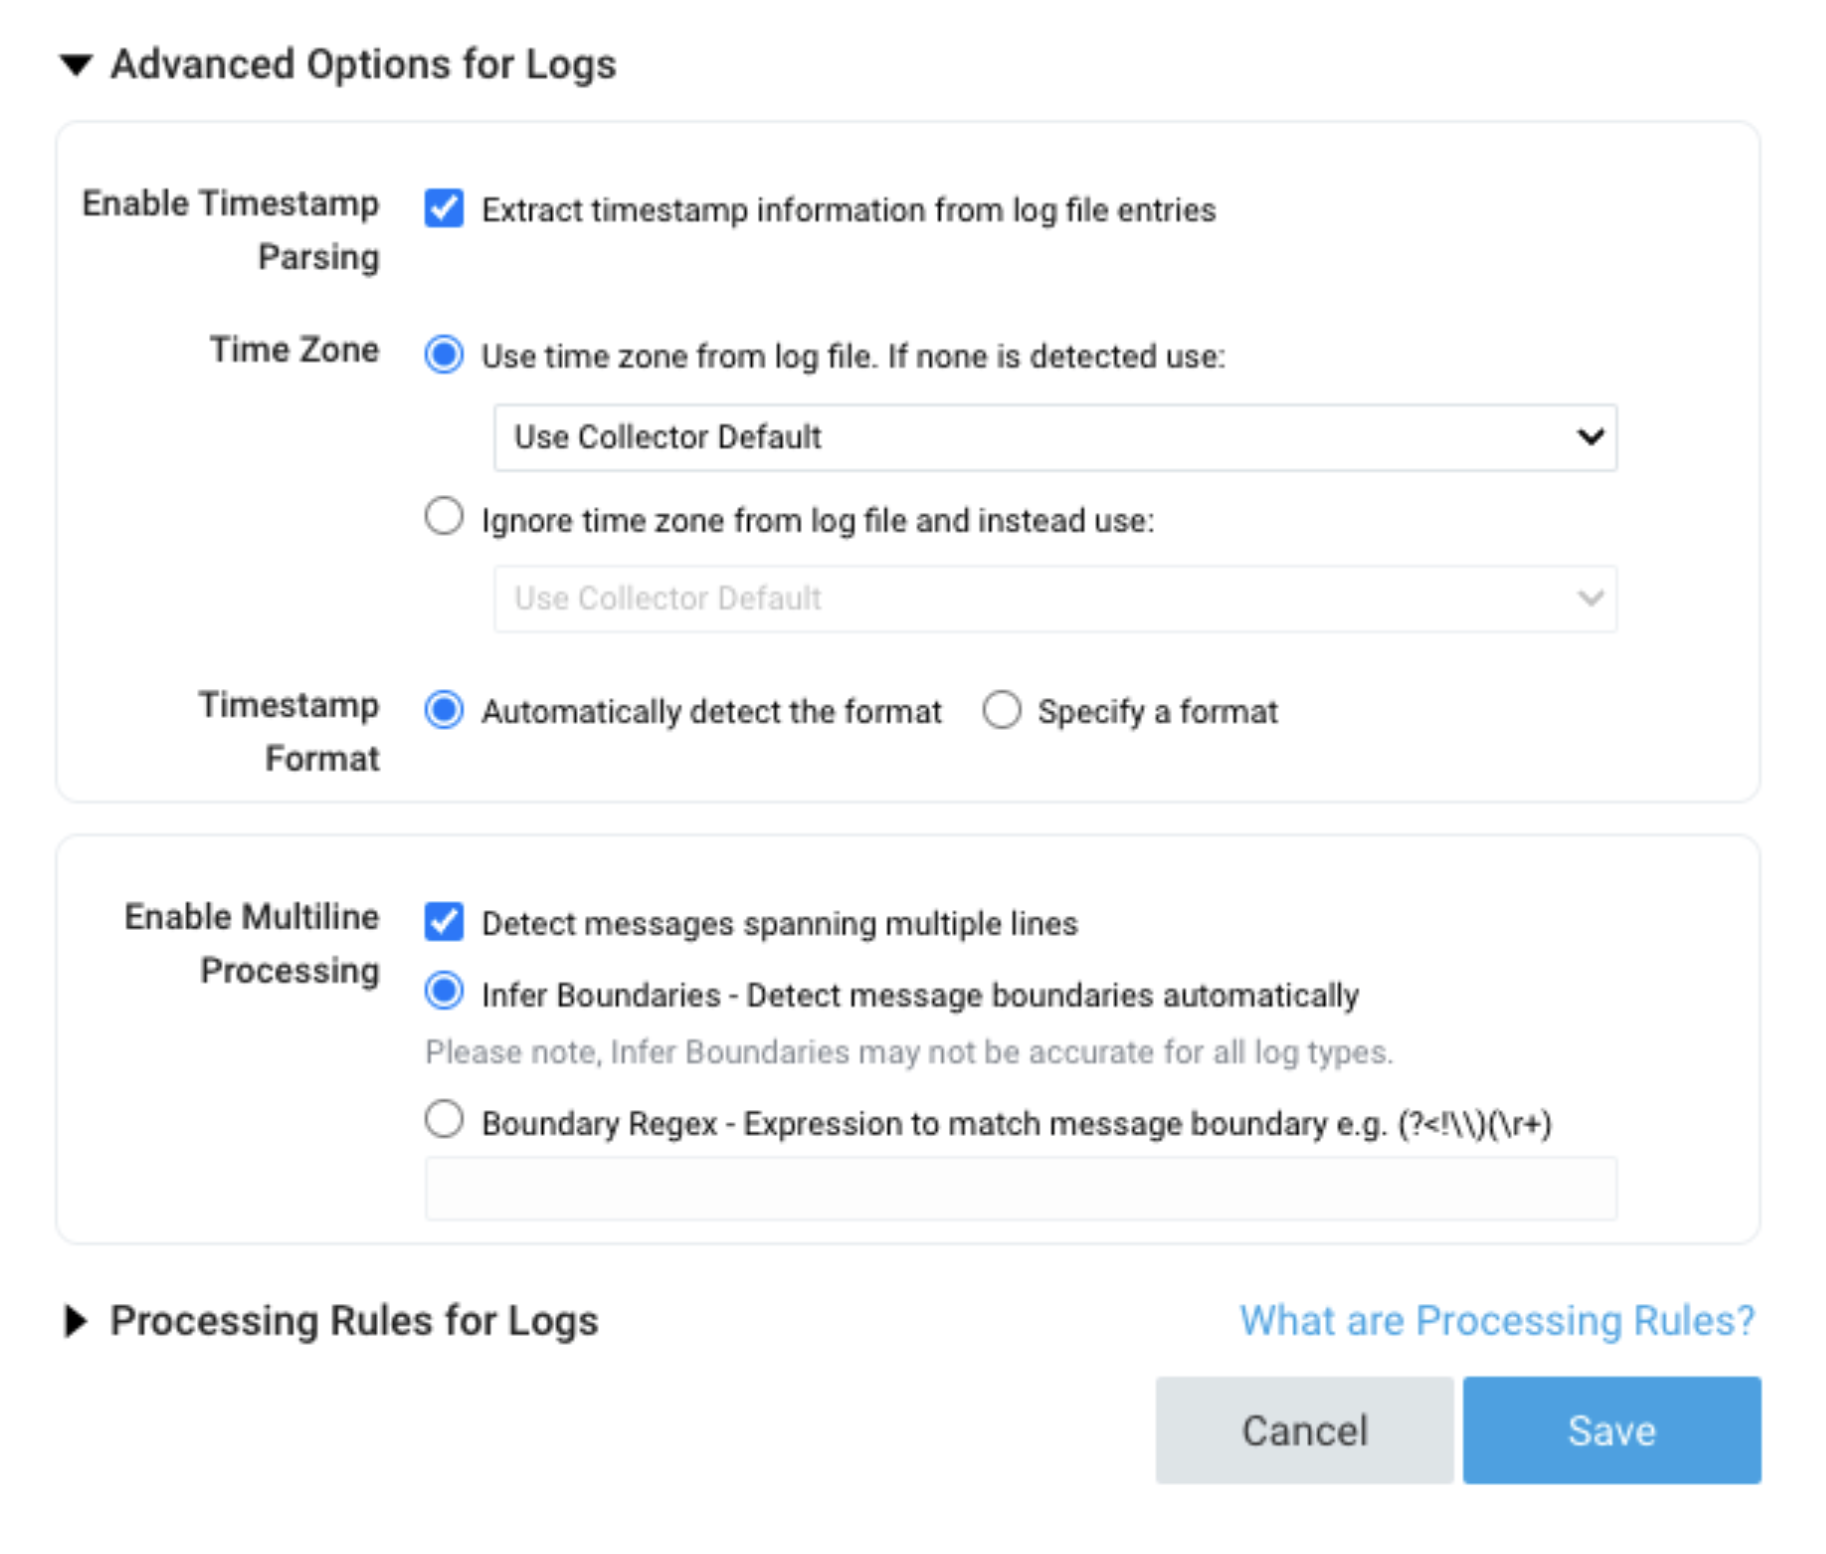 Advanced Options for Logs
Enable Timestamp Parsing
Extract timestamp information from log file entries
Time Zone
Use time zone from log file. If none is detected use:
Use Collector Default
Ignore time zone from log file and instead use:
Use Collector Default
Timestamp Format
Automatically detect the format
Specify a format
Enable Multiline Processing
Detect messages spanning multiple lines
Infer Boundaries - Detect message boundaries automatically
Please note, Infer Boundaries may not be accurate for all log types.
Boundary Regex - Expression to match message boundary e.g. (?<!\\)(\r+)
Processing Rules for Logs
What are Processing Rules?
Cancel
Save